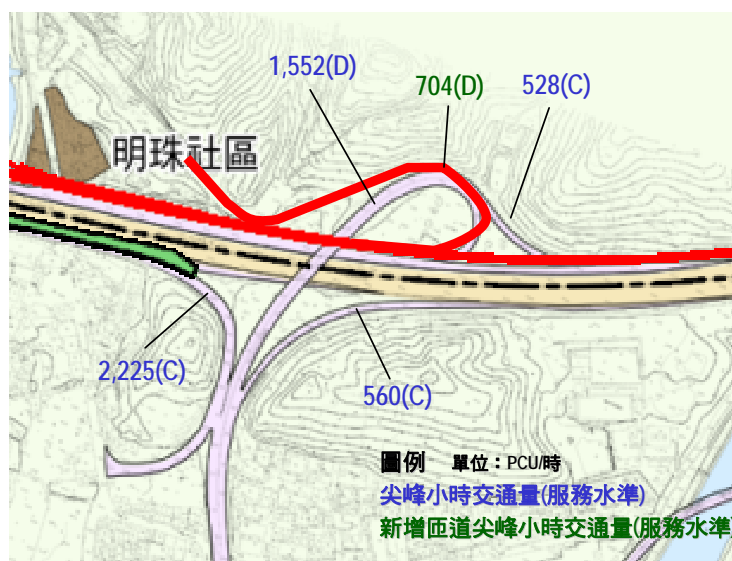 1,552(D)
704(D)
528(C)
明珠社區
2,225(C)
560(C)
圖例 單位：PCU/時
尖峰小時交通量(服務水準)
新增匝道尖峰小時交通量(服務水準)